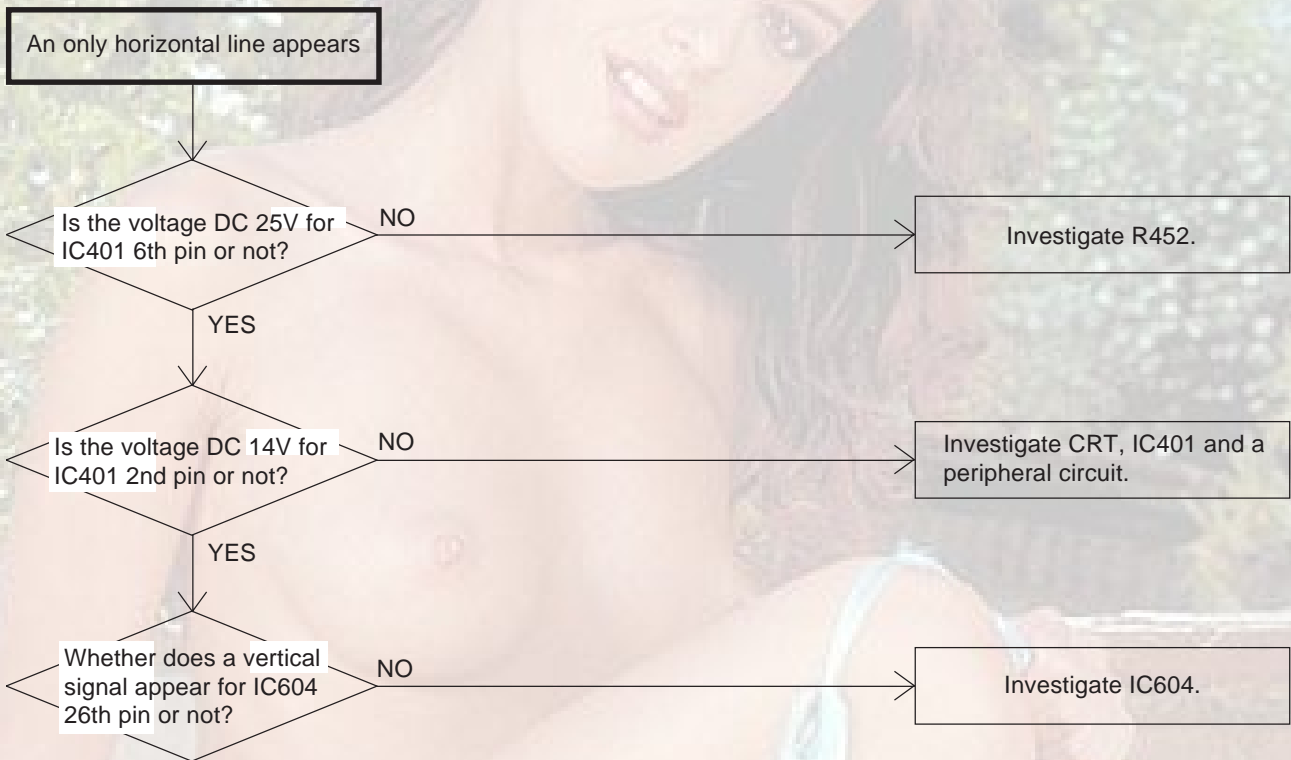 An only horizontal line appears
Is the voltage DC 25V for
IC401 6th pin or not?
NO
Investigate R452.
YES
Is the voltage DC 14V for
IC401 2nd pin or not?
NO
Investigate CRT, IC401 and a
peripheral circuit.
YES
Whether does a vertical
signal appear for IC604
26th pin or not?
NO
Investigate IC604.